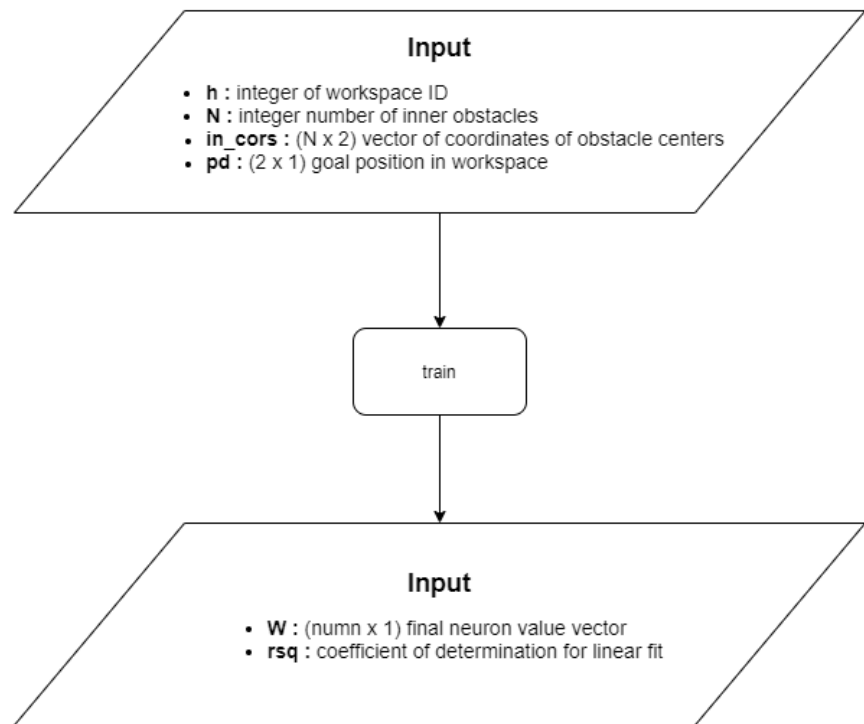 Input
• h : integer of workspace ID
• N : integer number of inner obstacles
• in_cors : (N x 2) vector of coordinates of obstacle centers
• pd : (2 x 1) goal position in workspace
train
Input
• W : (numn x 1) final neuron value vector
• rsq : coefficient of determination for linear fit